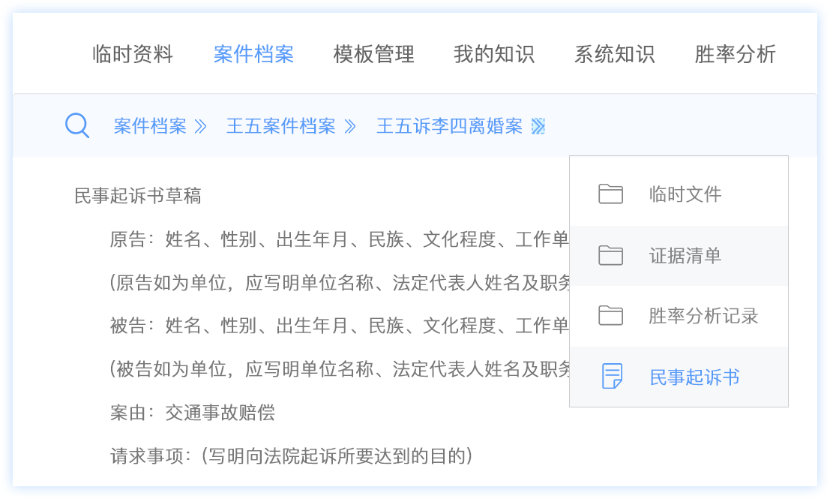 临时资料 案件档案 模板管理 我的知识 系统知识 胜率分析
案件档案 》 王五案件档案 》 王五诉李四离婚案 》
民事起诉书草稿
原告：姓名、性别、出生年月、民族、文化程度、工作单
(原告如为单位，应写明单位名称、法定代表人姓名及职务
被告：姓名、性别、出生年月、民族、文化程度、工作单
(被告如为单位，应写明单位名称、法定代表人姓名及职务
案由：交通事故赔偿
请求事项：(写明向法院起诉所要达到的目的)
临时文件
证据清单
胜率分析记录
民事起诉书